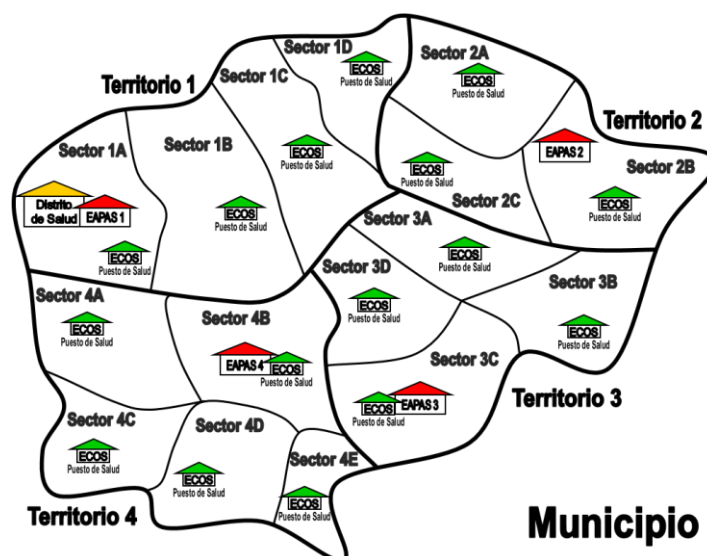 Sector 1D
ECOS
Puesto de Salud
Sector 2A
ECOS
Puesto de Salud
Territorio 1
Sector 1C
ECOS
Puesto de Salud
Territorio 2
EAPAS 2
Sector 2B
ECOS
Puesto de Salud
Sector 1A
Distrito
de Salud
EAPAS 1
ECOS
Puesto de Salud
Sector 1B
ECOS
Puesto de Salud
ECOS
Puesto de Salud
Sector 2C
Sector 3A
ECOS
Puesto de Salud
Sector 3D
ECOS
Puesto de Salud
Sector 3B
ECOS
Puesto de Salud
Sector 4A
ECOS
Puesto de Salud
Sector 4B
EAPAS 4
ECOS
Puesto de Salud
Sector 3C
ECOS
EAPAS 3
Puesto de Salud
Territorio 3
Sector 4C
ECOS
Puesto de Salud
Sector 4D
ECOS
Puesto de Salud
Sector 4E
ECOS
Puesto de Salud
Territorio 4
Municipio